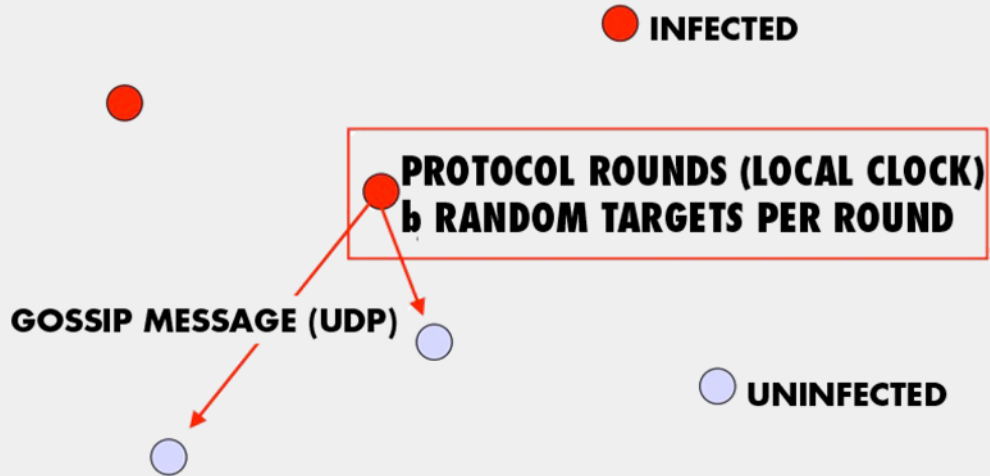 INFECTED
PROTOCOL ROUNDS (LOCAL CLOCK)
b RANDOM TARGETS PER ROUND
GOSSIP MESSAGE (UDP)
UNINFECTED